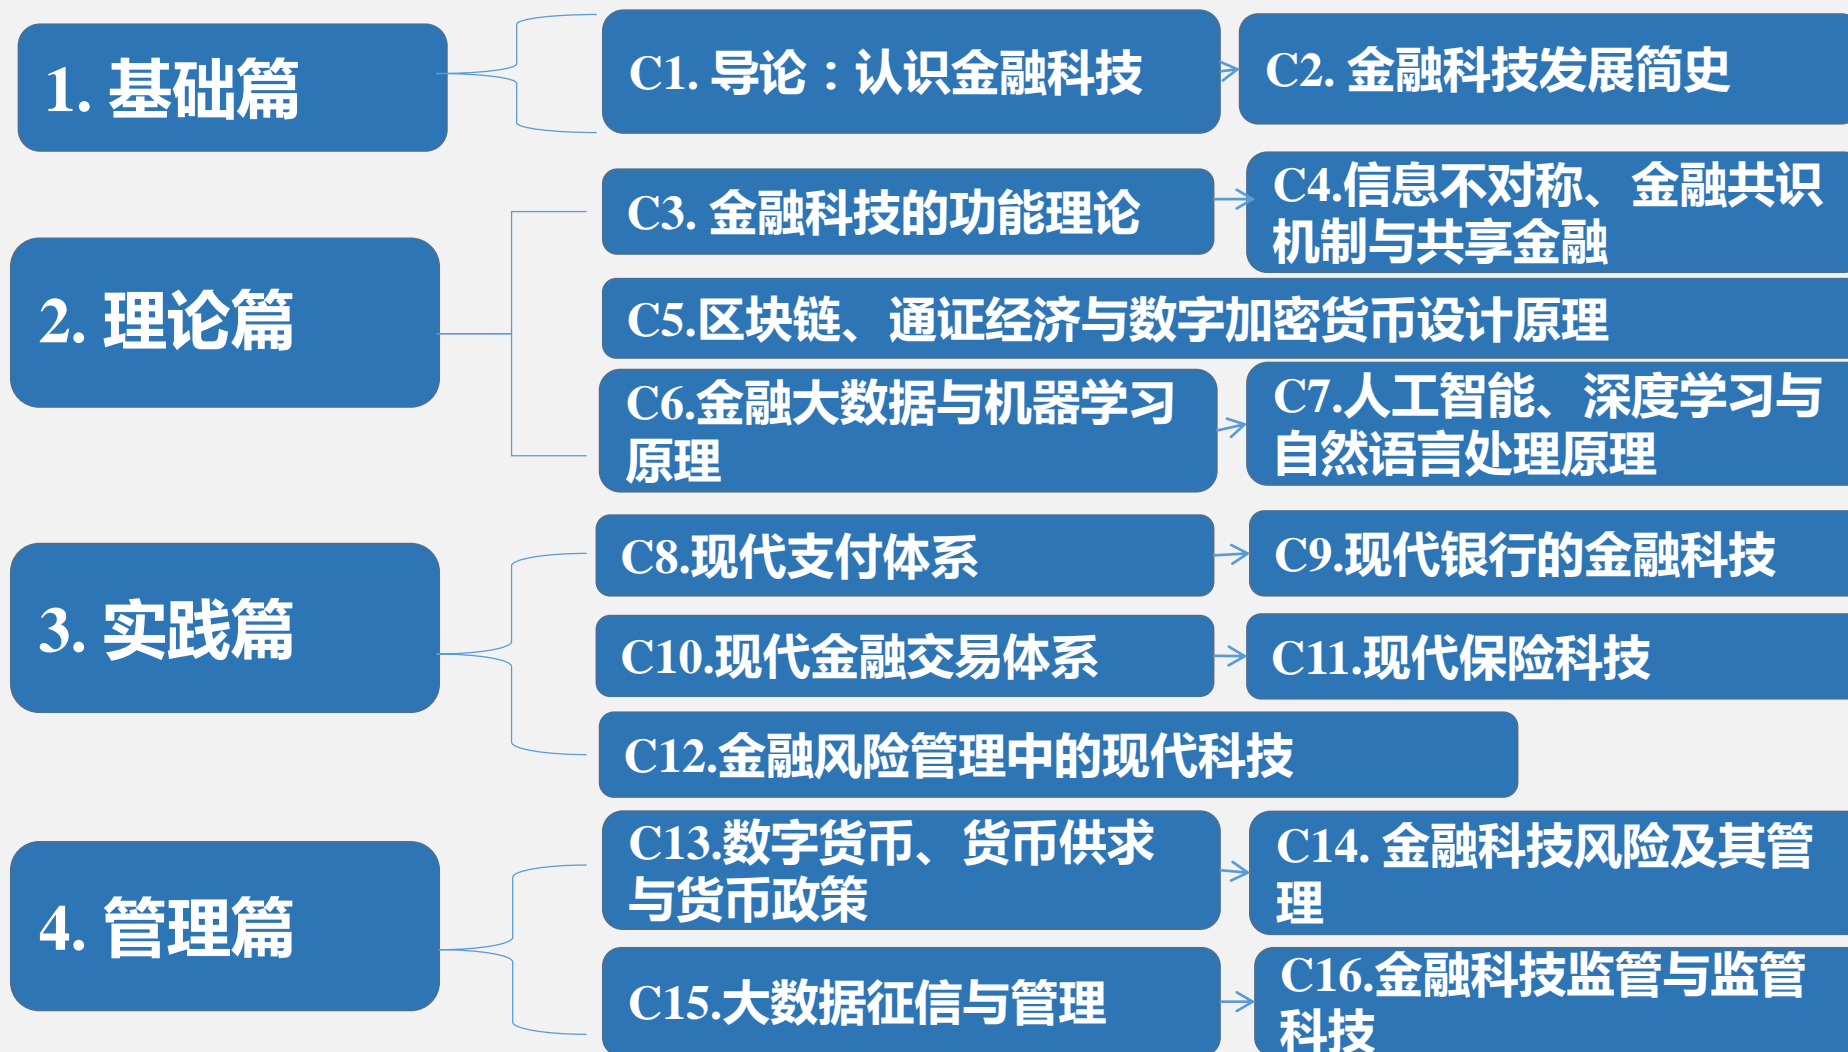 1. 基础篇
C1. 导论：认识金融科技
C2. 金融科技发展简史
2. 理论篇
C3. 金融科技的功能理论
C4.信息不对称、金融共识
机制与共享金融
C5.区块链、通证经济与数字加密货币设计原理
C6.金融大数据与机器学习
原理
C7.人工智能、深度学习与
自然语言处理原理
3. 实践篇
C8.现代支付体系
C9.现代银行的金融科技
C10.现代金融交易体系
C11.现代保险科技
C12.金融风险管理中的现代科技
4. 管理篇
C13.数字货币、货币供求
与货币政策
C14. 金融科技风险及其管
理
C15.大数据征信与管理
C16.金融科技监管与监管
科技